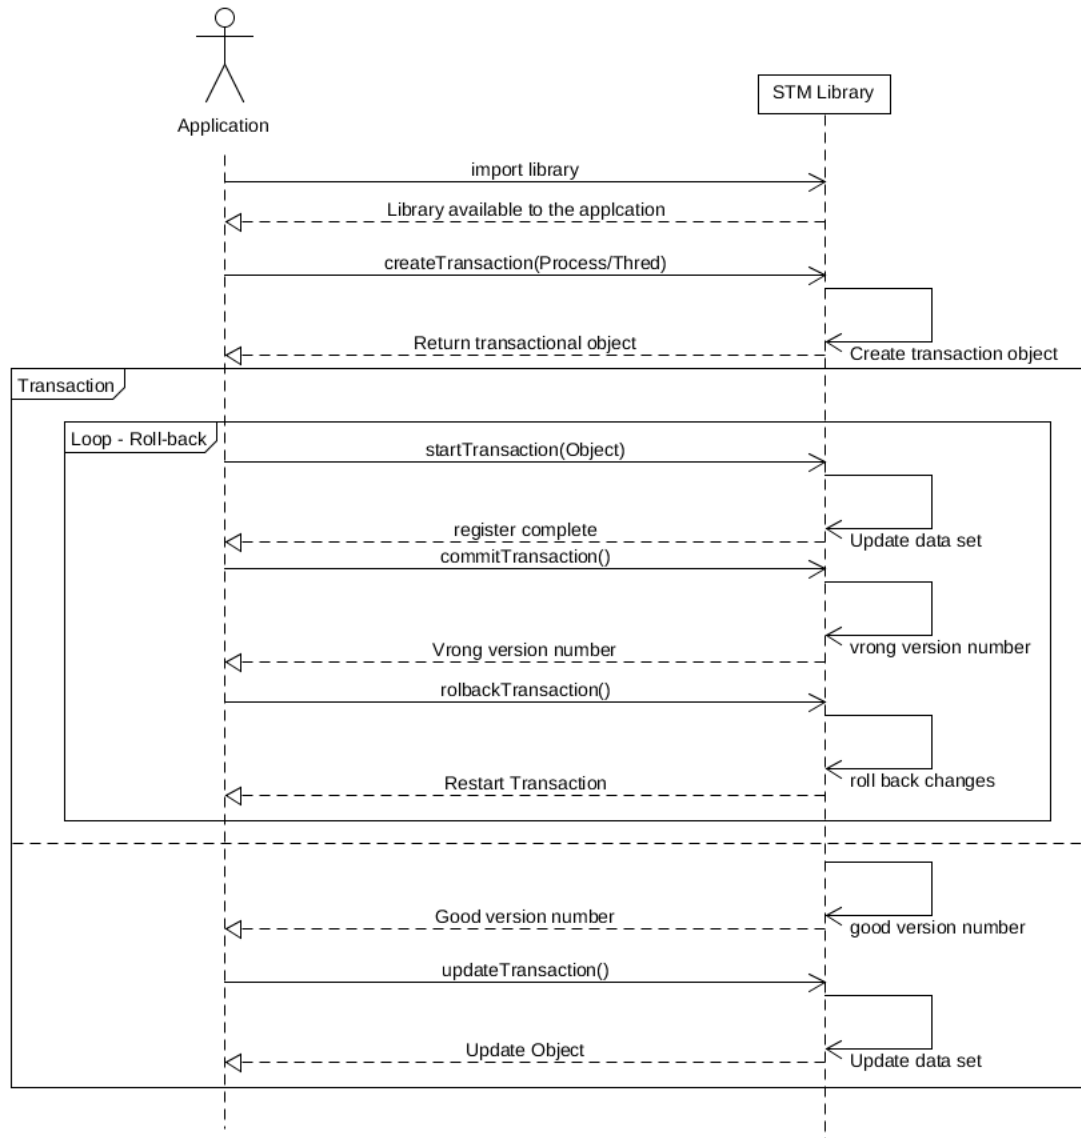 Application
STM Library
import library
Library available to the applcation
createTransaction(Process/Thred)
Return transactional object
Create transaction object
Transaction
Loop - Roll-back
startTransaction(Object)
register complete
Update data set
commitTransaction()
Vrong version number
vrong version number
rolbackTransaction()
Restart Transaction
roll back changes
Good version number
good version number
updateTransaction()
Update Object
Update data set